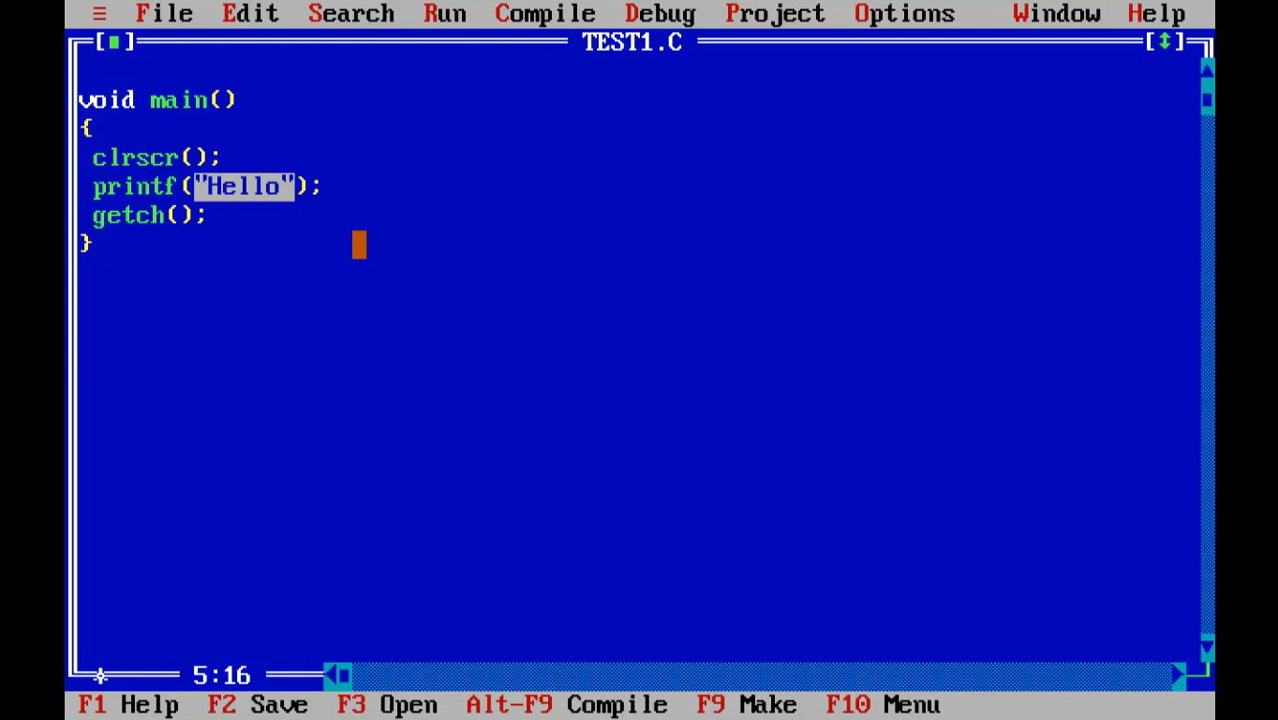 ≡ File Edit Search Run Compile Debug Project Options Window Help
[■] TEST1.C [↕]
void main()
{
clrscr();
printf("Hello");
getch();
}
5:16
F1 Help F2 Save F3 Open Alt-F9 Compile F9 Make F10 Menu